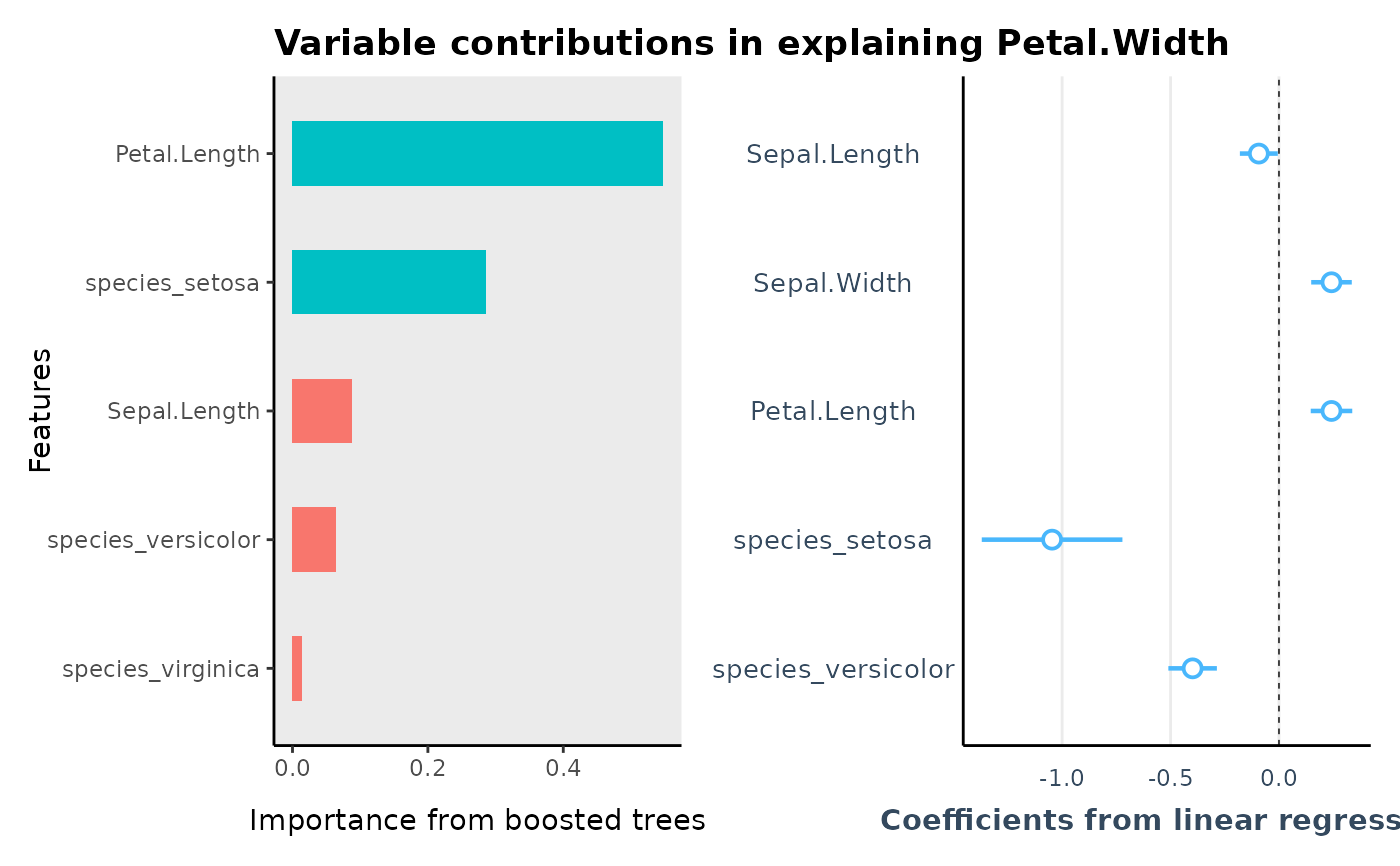 Variable contributions in explaining Petal.Width
Features
Petal.Length
species_setosa
Sepal.Length
species_versicolor
species_virginica
0.0 0.2 0.4
Importance from boosted trees
Sepal.Length
Sepal.Width
Petal.Length
species_setosa
species_versicolor
-1.0 -0.5 0.0
Coefficients from linear regress